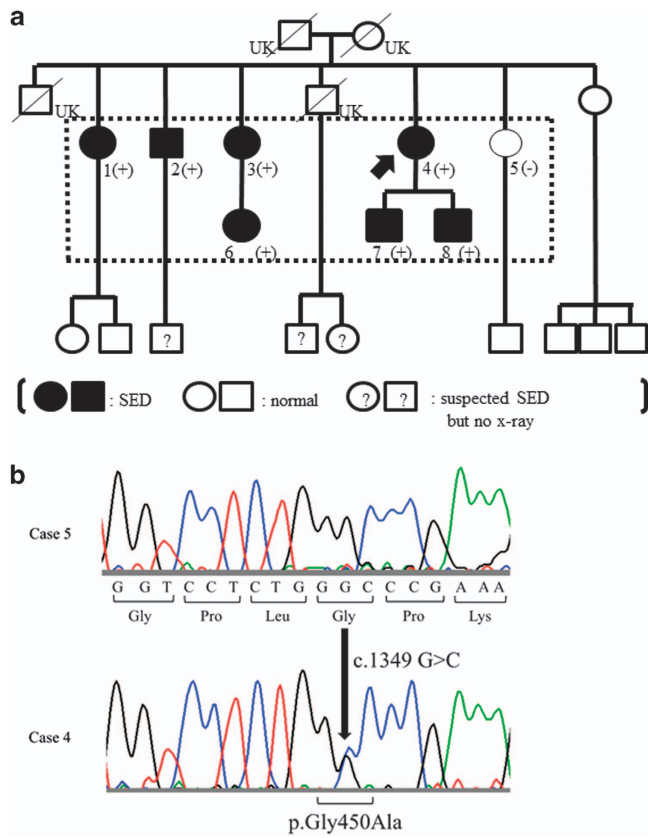 a
UK UK
UK UK
1(+) 2(+) 3(+) 4(+) 5(-)
6 (+) 7 (+) 8 (+)
? ? ?
: SED : normal ? ? : suspected SED
but no x-ray
b
Case 5
G G T C C T C T G G G C C C G A A A
Gly Pro Leu Gly Pro Lys
c.1349 G>C
Case 4
p.Gly450Ala